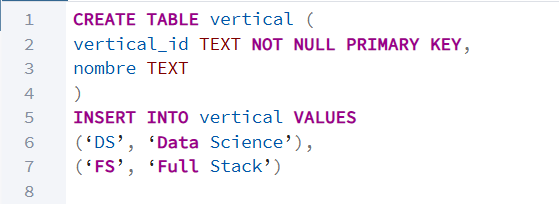 1 CREATE TABLE vertical (
2 vertical_id TEXT NOT NULL PRIMARY KEY,
3 nombre TEXT
4 )
5 INSERT INTO vertical VALUES
6 (‘DS’, ‘Data Science’),
7 (‘FS’, ‘Full Stack’)
8